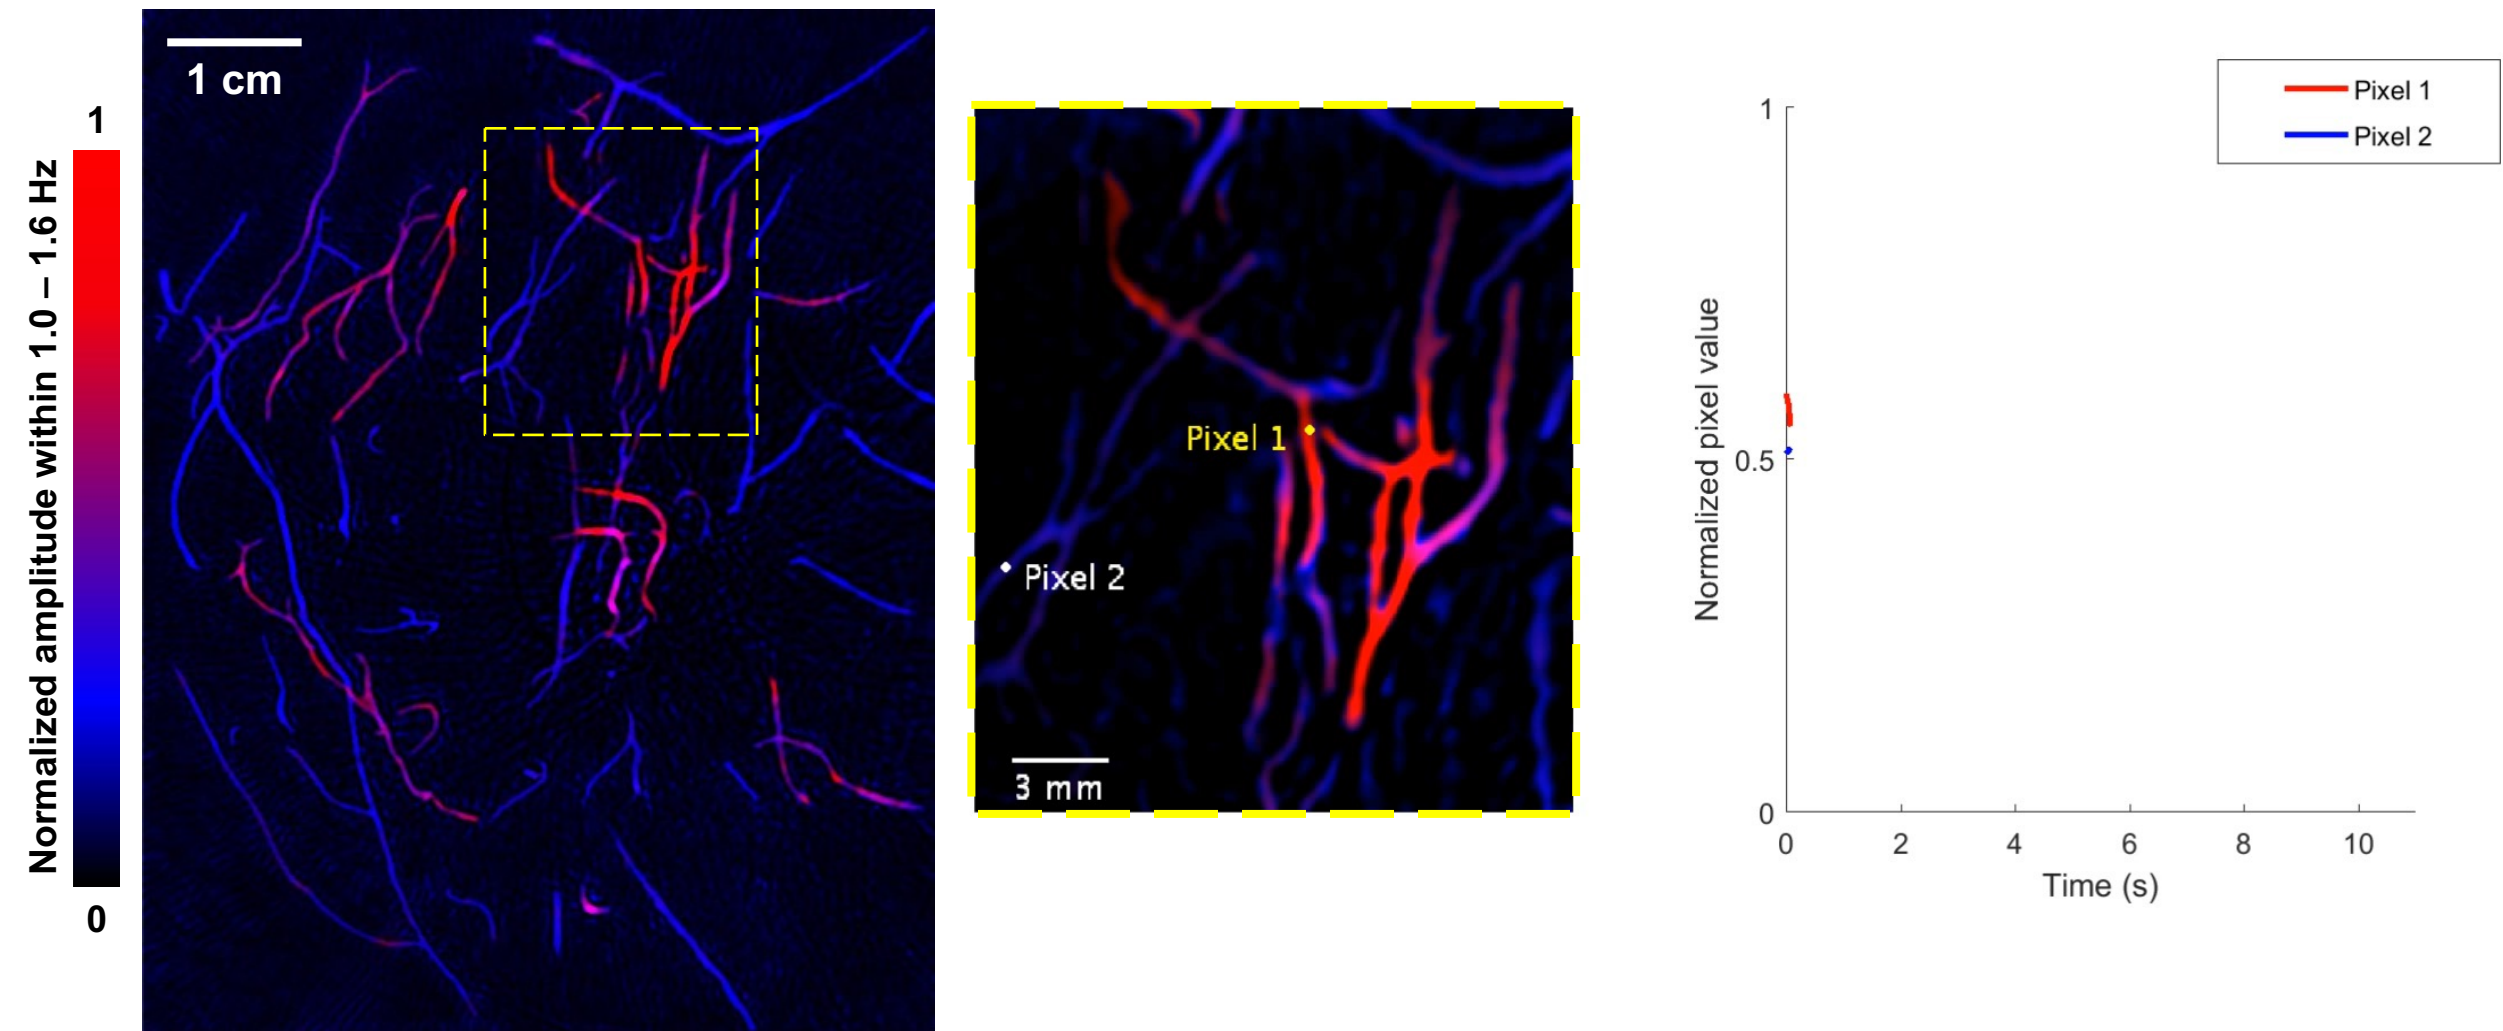 1 cm
1
Normalized amplitude within 1.0 – 1.6 Hz
0
Pixel 1
Pixel 2
3 mm
Pixel 1
Pixel 2
1
0.5
0
Normalized pixel value
0 2 4 6 8 10
Time (s)